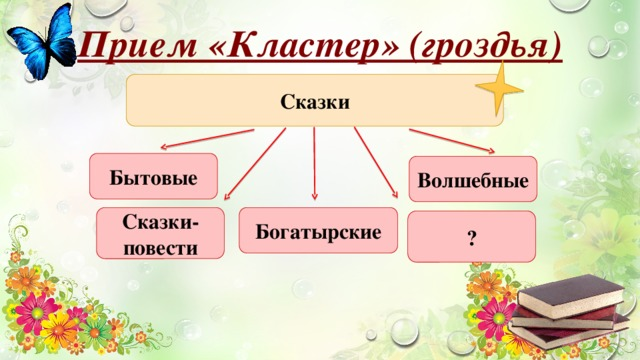 Прием «Кластер» (гроздья)
Сказки
Бытовые
Волшебные
Сказки-
повести
Богатырские
?